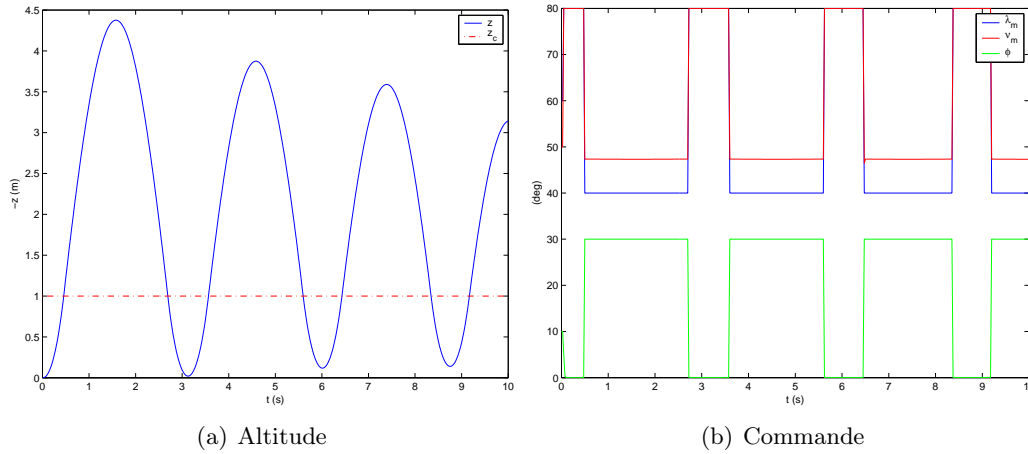 4.5
4
3.5
3
2.5
2
1.5
1
0.5
0
−z (m)
0 1 2 3 4 5 6 7 8 9 10
t (s)
z
z_c
(a) Altitude
80
70
60
50
40
30
20
10
0
(deg)
0 1 2 3 4 5 6 7 8 9 10
t (s)
λ_m
ν_m
ϕ
(b) Commande